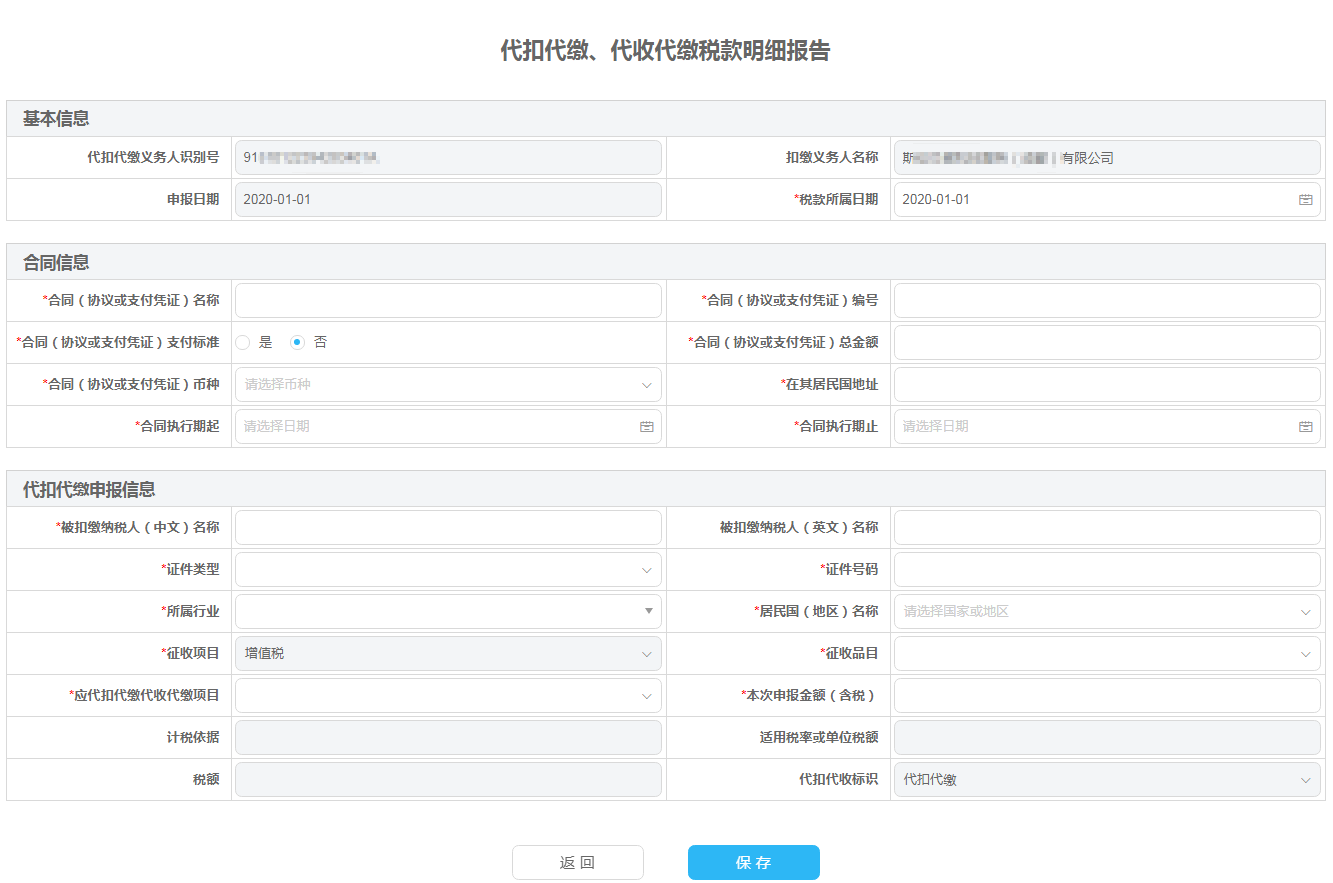 代扣代缴、代收代缴税款明细报告
基本信息
代扣代缴义务人识别号 91 扣缴义务人名称 斯 有限公司
申报日期 2020-01-01 *税款所属日期 2020-01-01
合同信息
*合同（协议或支付凭证）名称 *合同（协议或支付凭证）编号
*合同（协议或支付凭证）支付标准 是 否 *合同（协议或支付凭证）总金额
*合同（协议或支付凭证）币种 请选择币种 *在其居民国地址
*合同执行期起 请选择日期 *合同执行期止 请选择日期
代扣代缴申报信息
*被扣缴纳税人（中文）名称 被扣缴纳税人（英文）名称
*证件类型 *证件号码
*所属行业 *居民国（地区）名称 请选择国家或地区
*征收项目 增值税 *征收品目
*应代扣代缴代收代缴项目 *本次申报金额（含税）
计税依据 适用税率或单位税额
税额 代扣代收标识 代扣代缴
返 回 保 存